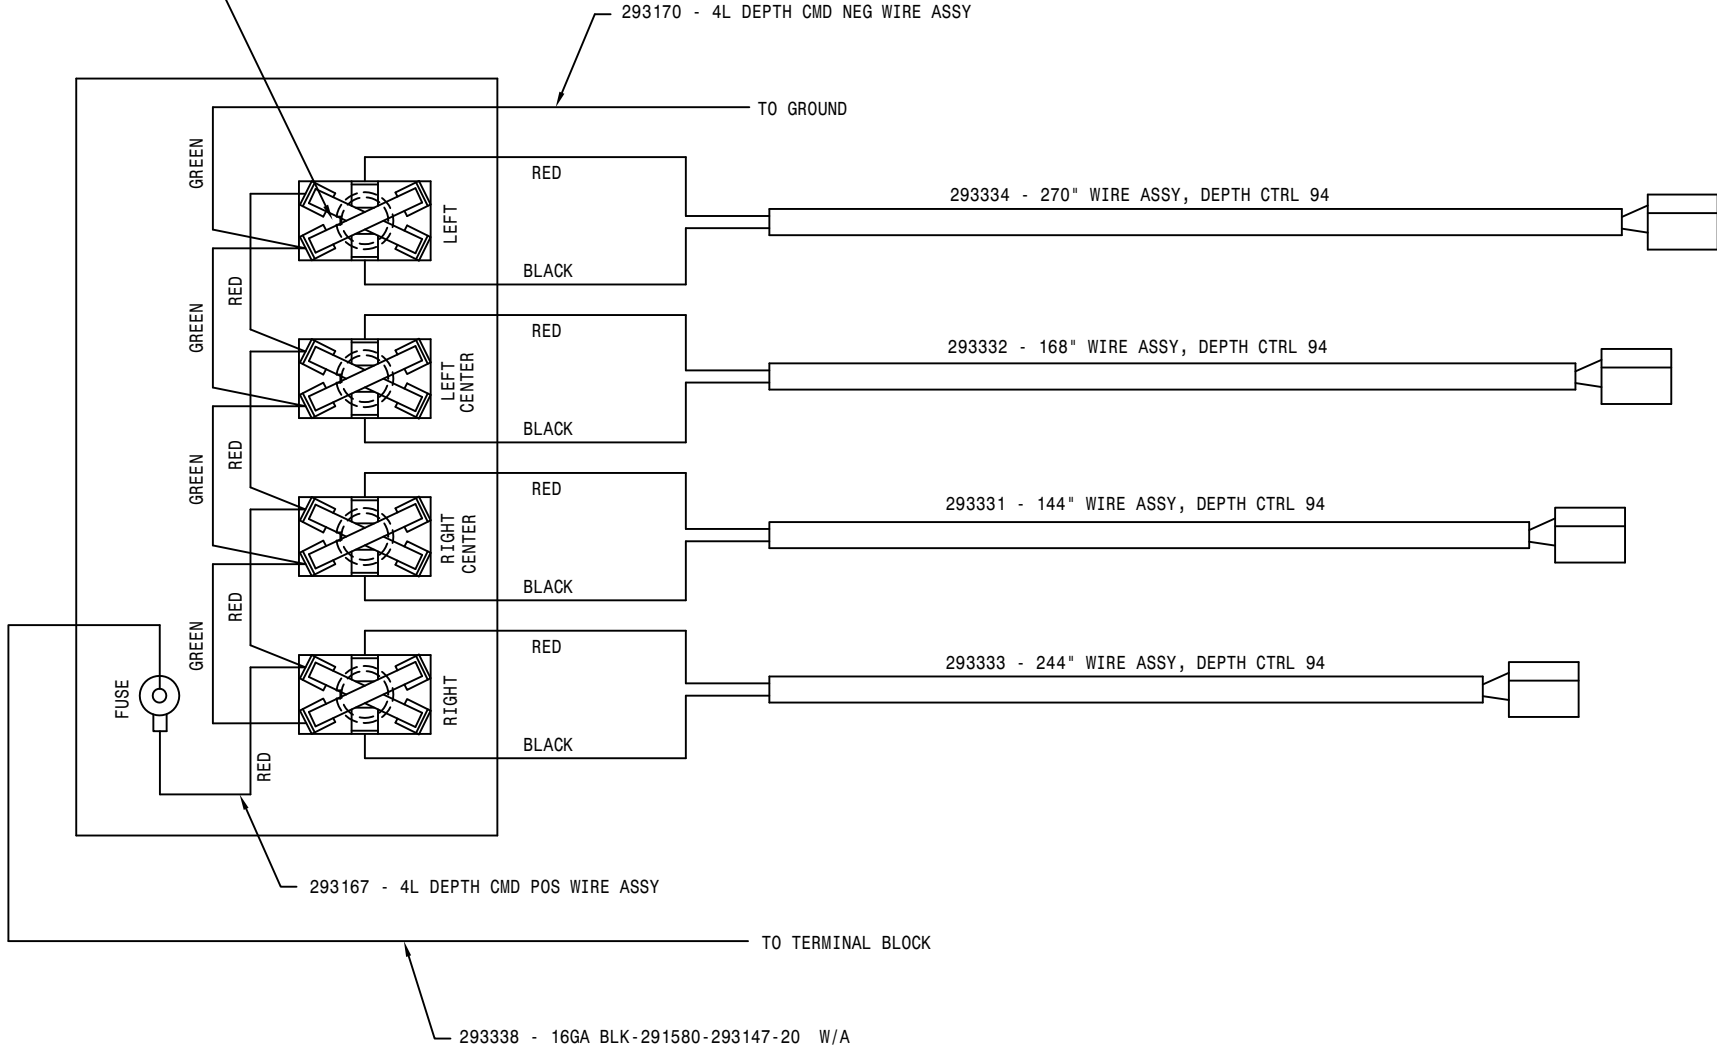 293170 - 4L DEPTH CMD NEG WIRE ASSY
TO GROUND
GREEN
RED
293334 - 270" WIRE ASSY, DEPTH CTRL 94
LEFT
BLACK
RED
GREEN
RED
293332 - 168" WIRE ASSY, DEPTH CTRL 94
LEFT
CENTER
BLACK
RED
GREEN
RED
293331 - 144" WIRE ASSY, DEPTH CTRL 94
RIGHT
CENTER
BLACK
RED
GREEN
RED
293333 - 244" WIRE ASSY, DEPTH CTRL 94
FUSE
RIGHT
BLACK
RED
293167 - 4L DEPTH CMD POS WIRE ASSY
TO TERMINAL BLOCK
293338 - 16GA BLK-291580-293147-20 W/A